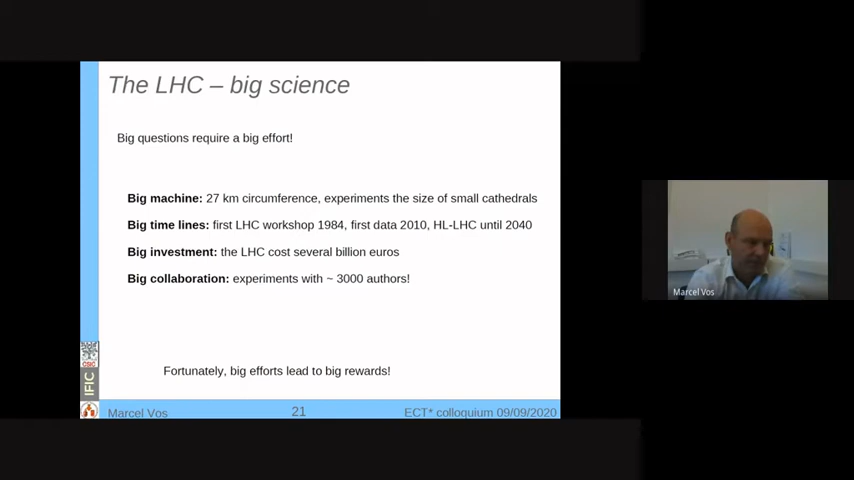 The LHC – big science
Big questions require a big effort!
Big machine: 27 km circumference, experiments the size of small cathedrals
Big time lines: first LHC workshop 1984, first data 2010, HL-LHC until 2040
Big investment: the LHC cost several billion euros
Big collaboration: experiments with ~ 3000 authors!
Fortunately, big efforts lead to big rewards!
CSIC
IFIC
Marcel Vos
21
ECT* colloquium 09/09/2020
Marcel Vos